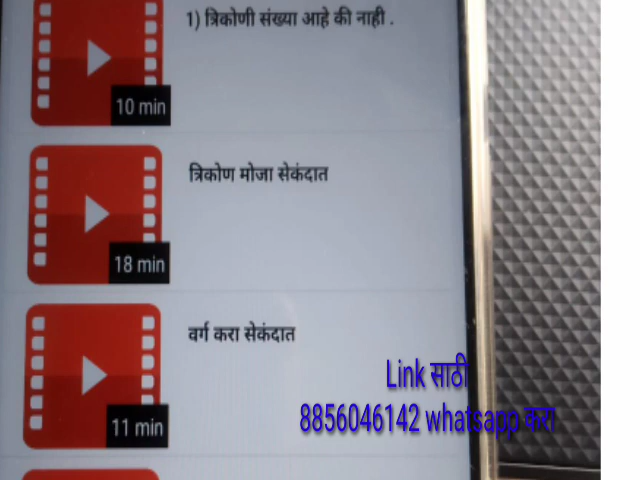 1) त्रिकोणी संख्या आहे की नाही .
10 min
त्रिकोण मोजा सेकंदात
18 min
वर्ग करा सेकंदात
11 min
Link साठी
8856046142 whatsapp करा